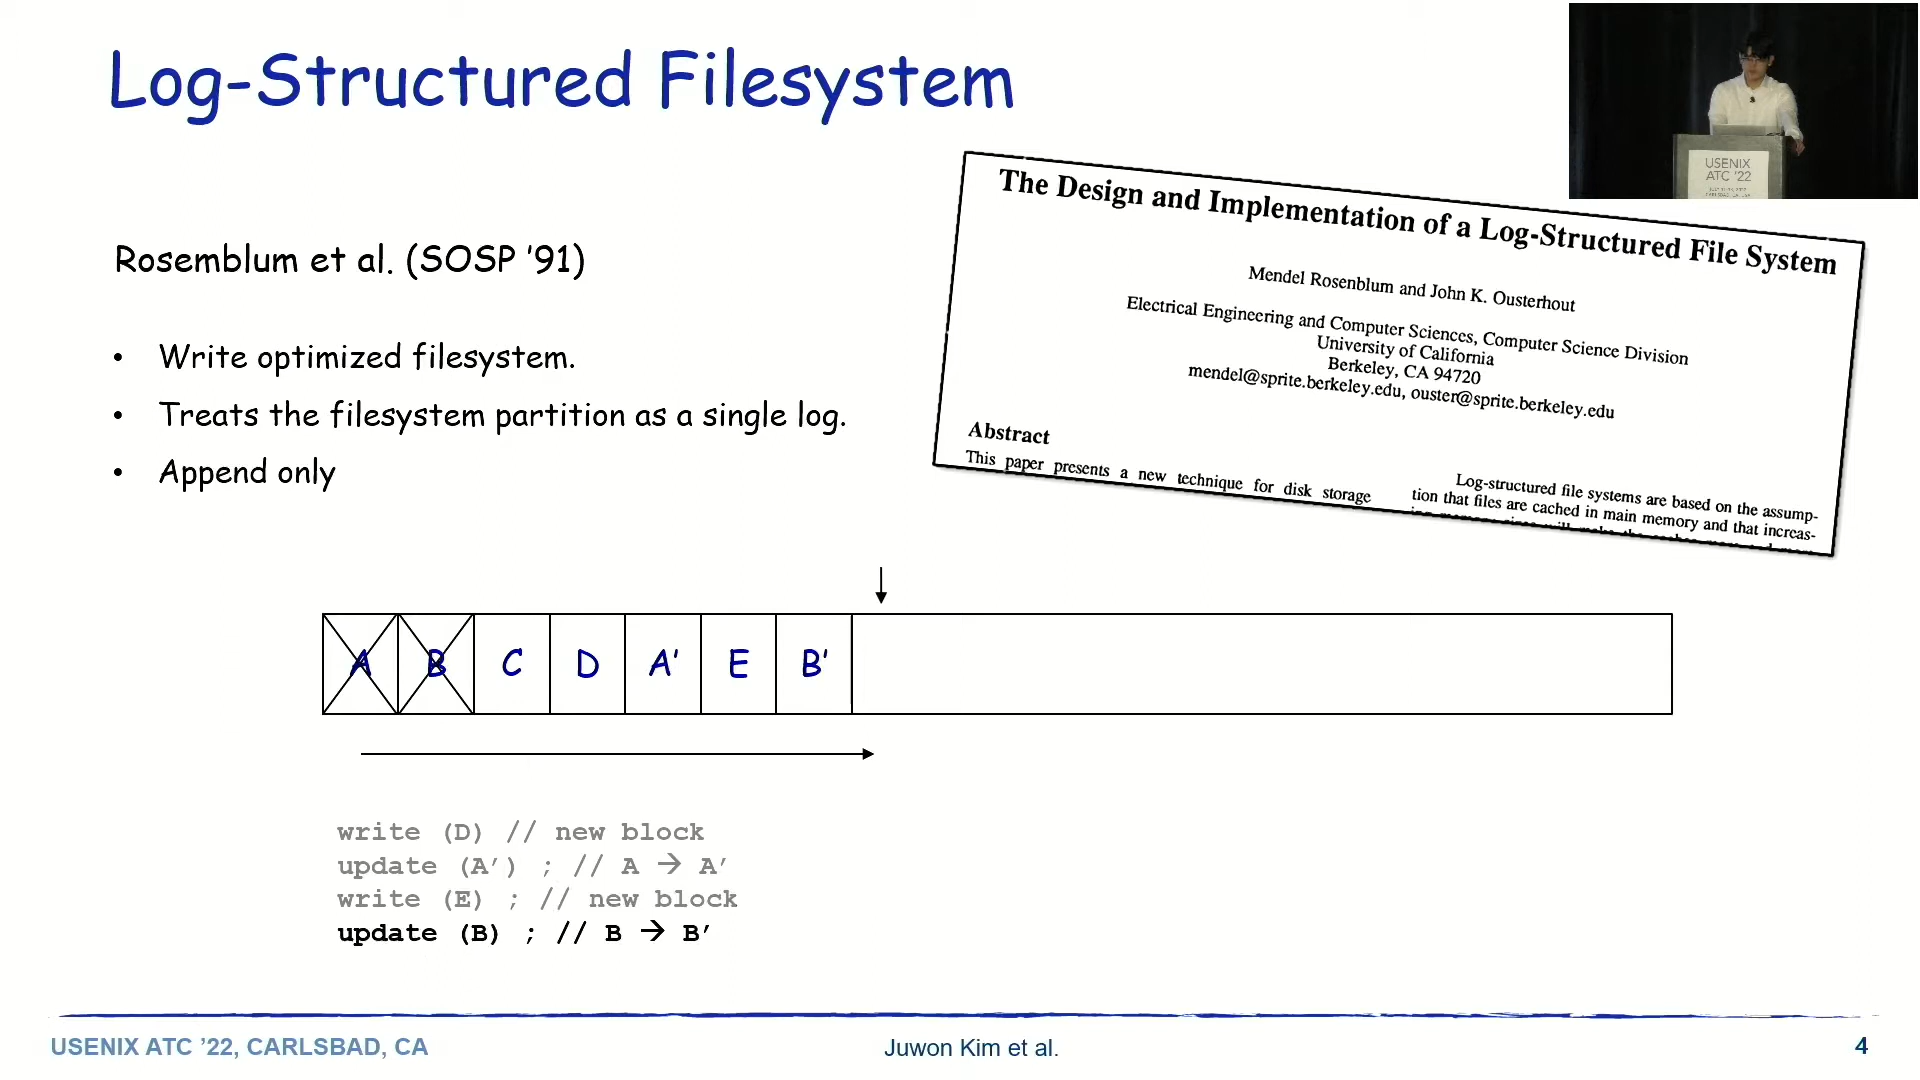 Log-Structured Filesystem
USENIX
ATC '22
The Design and Implementation of a Log-Structured File System
Mendel Rosenblum and John K. Ousterhout
Electrical Engineering and Computer Sciences, Computer Science Division
University of California
Berkeley, CA 94720
mendel@sprite.berkeley.edu, ouster@sprite.berkeley.edu
Abstract
This paper presents a new technique for disk storage
Log-structured file systems are based on the assump-
tion that files are cached in main memory and that increas-
Rosemblum et al. (SOSP '91)
• Write optimized filesystem.
• Treats the filesystem partition as a single log.
• Append only
A B C D A' E B'
write (D) // new block
update (A’) ; // A → A’
write (E) ; // new block
update (B) ; // B → B’
USENIX ATC ’22, CARLSBAD, CA
Juwon Kim et al.
4